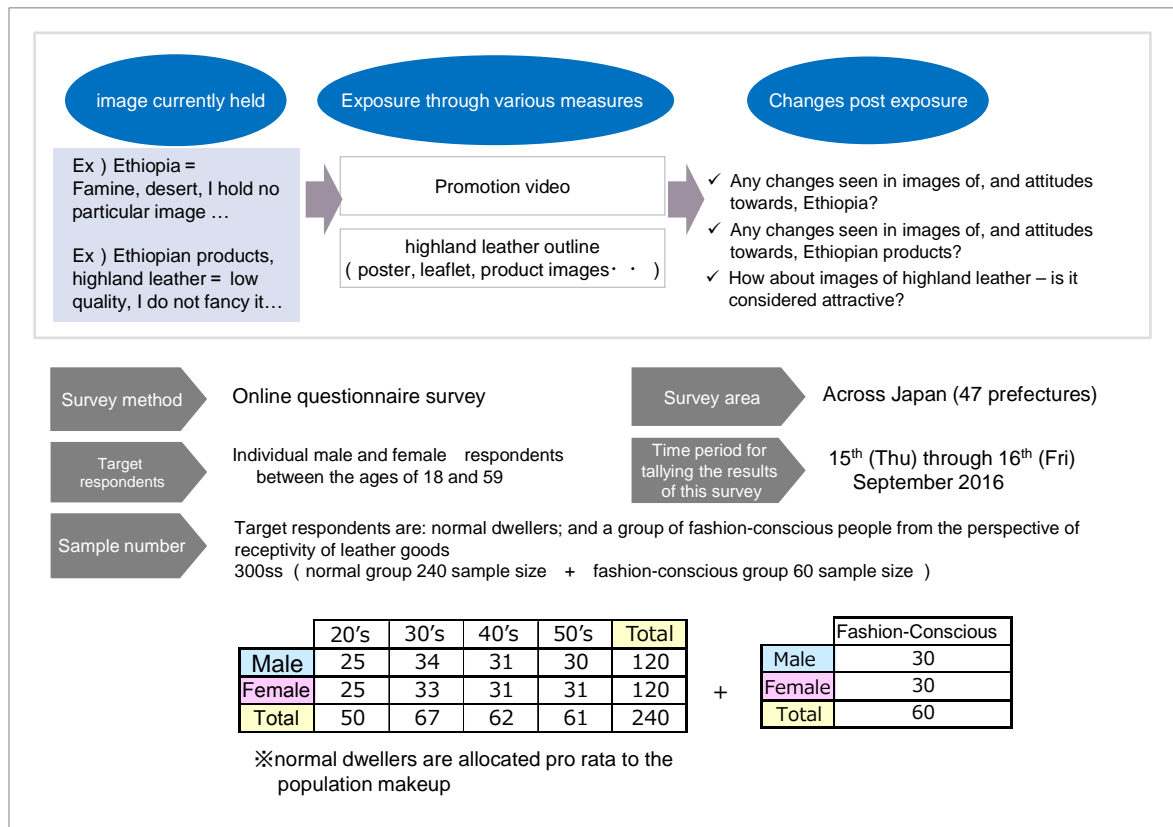 image currently held
Exposure through various measures
Changes post exposure
Ex ) Ethiopia =
Famine, desert, I hold no
particular image …
Ex ) Ethiopian products,
highland leather = low
quality, I do not fancy it…
Promotion video
highland leather outline
( poster, leaflet, product images・ ・ )
✓ Any changes seen in images of, and attitudes
towards, Ethiopia?
✓ Any changes seen in images of, and attitudes
towards, Ethiopian products?
✓ How about images of highland leather – is it
considered attractive?
Survey method
Online questionnaire survey
Survey area
Across Japan (47 prefectures)
Target
respondents
Individual male and female respondents
between the ages of 18 and 59
Time period for
tallying the results
of this survey
15th (Thu) through 16th (Fri)
September 2016
Sample number
Target respondents are: normal dwellers; and a group of fashion-conscious people from the perspective of
receptivity of leather goods
300ss ( normal group 240 sample size + fashion-conscious group 60 sample size )
20's 30's 40's 50's Total
Male 25 34 31 30 120
Female 25 33 31 31 120
Total 50 67 62 61 240
+
Fashion-Conscious
Male 30
Female 30
Total 60
※normal dwellers are allocated pro rata to the
population makeup